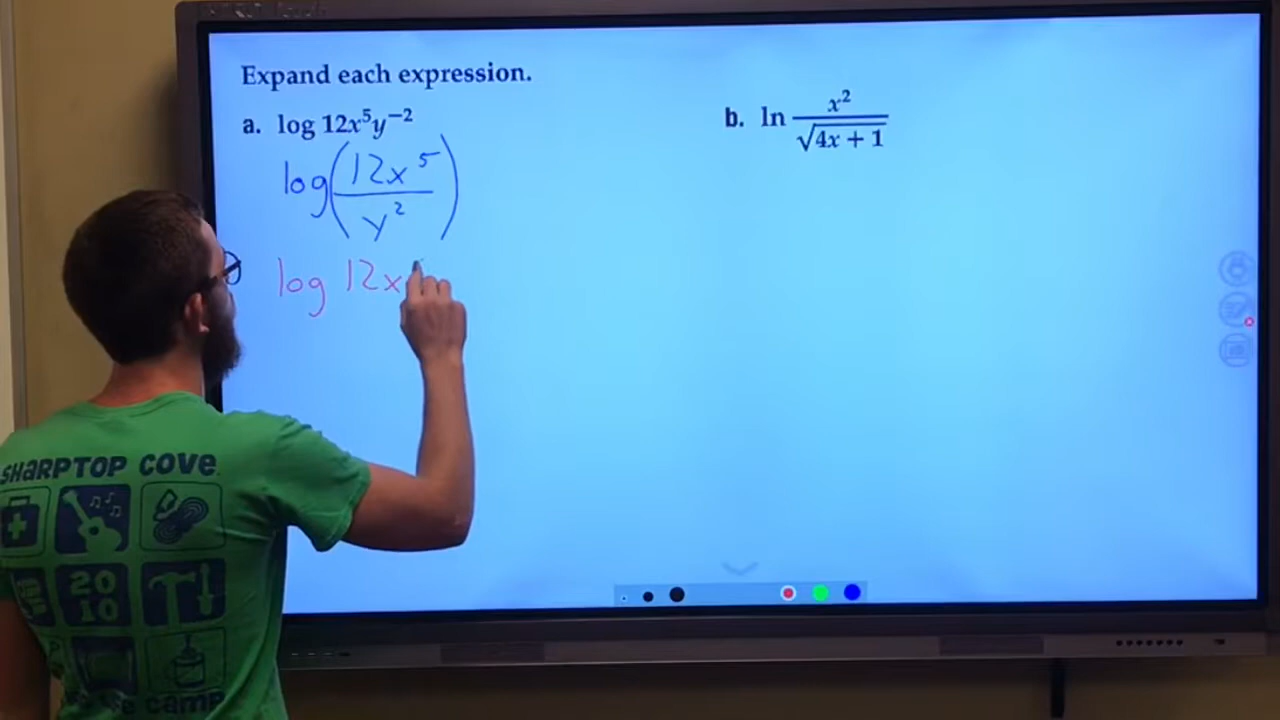 Expand each expression.
a. log 12x⁵y⁻²
b. ln x²/√(4x + 1)
log(12x⁵/y²)
log 12x
SHARPTOP COVE
20
10
camp